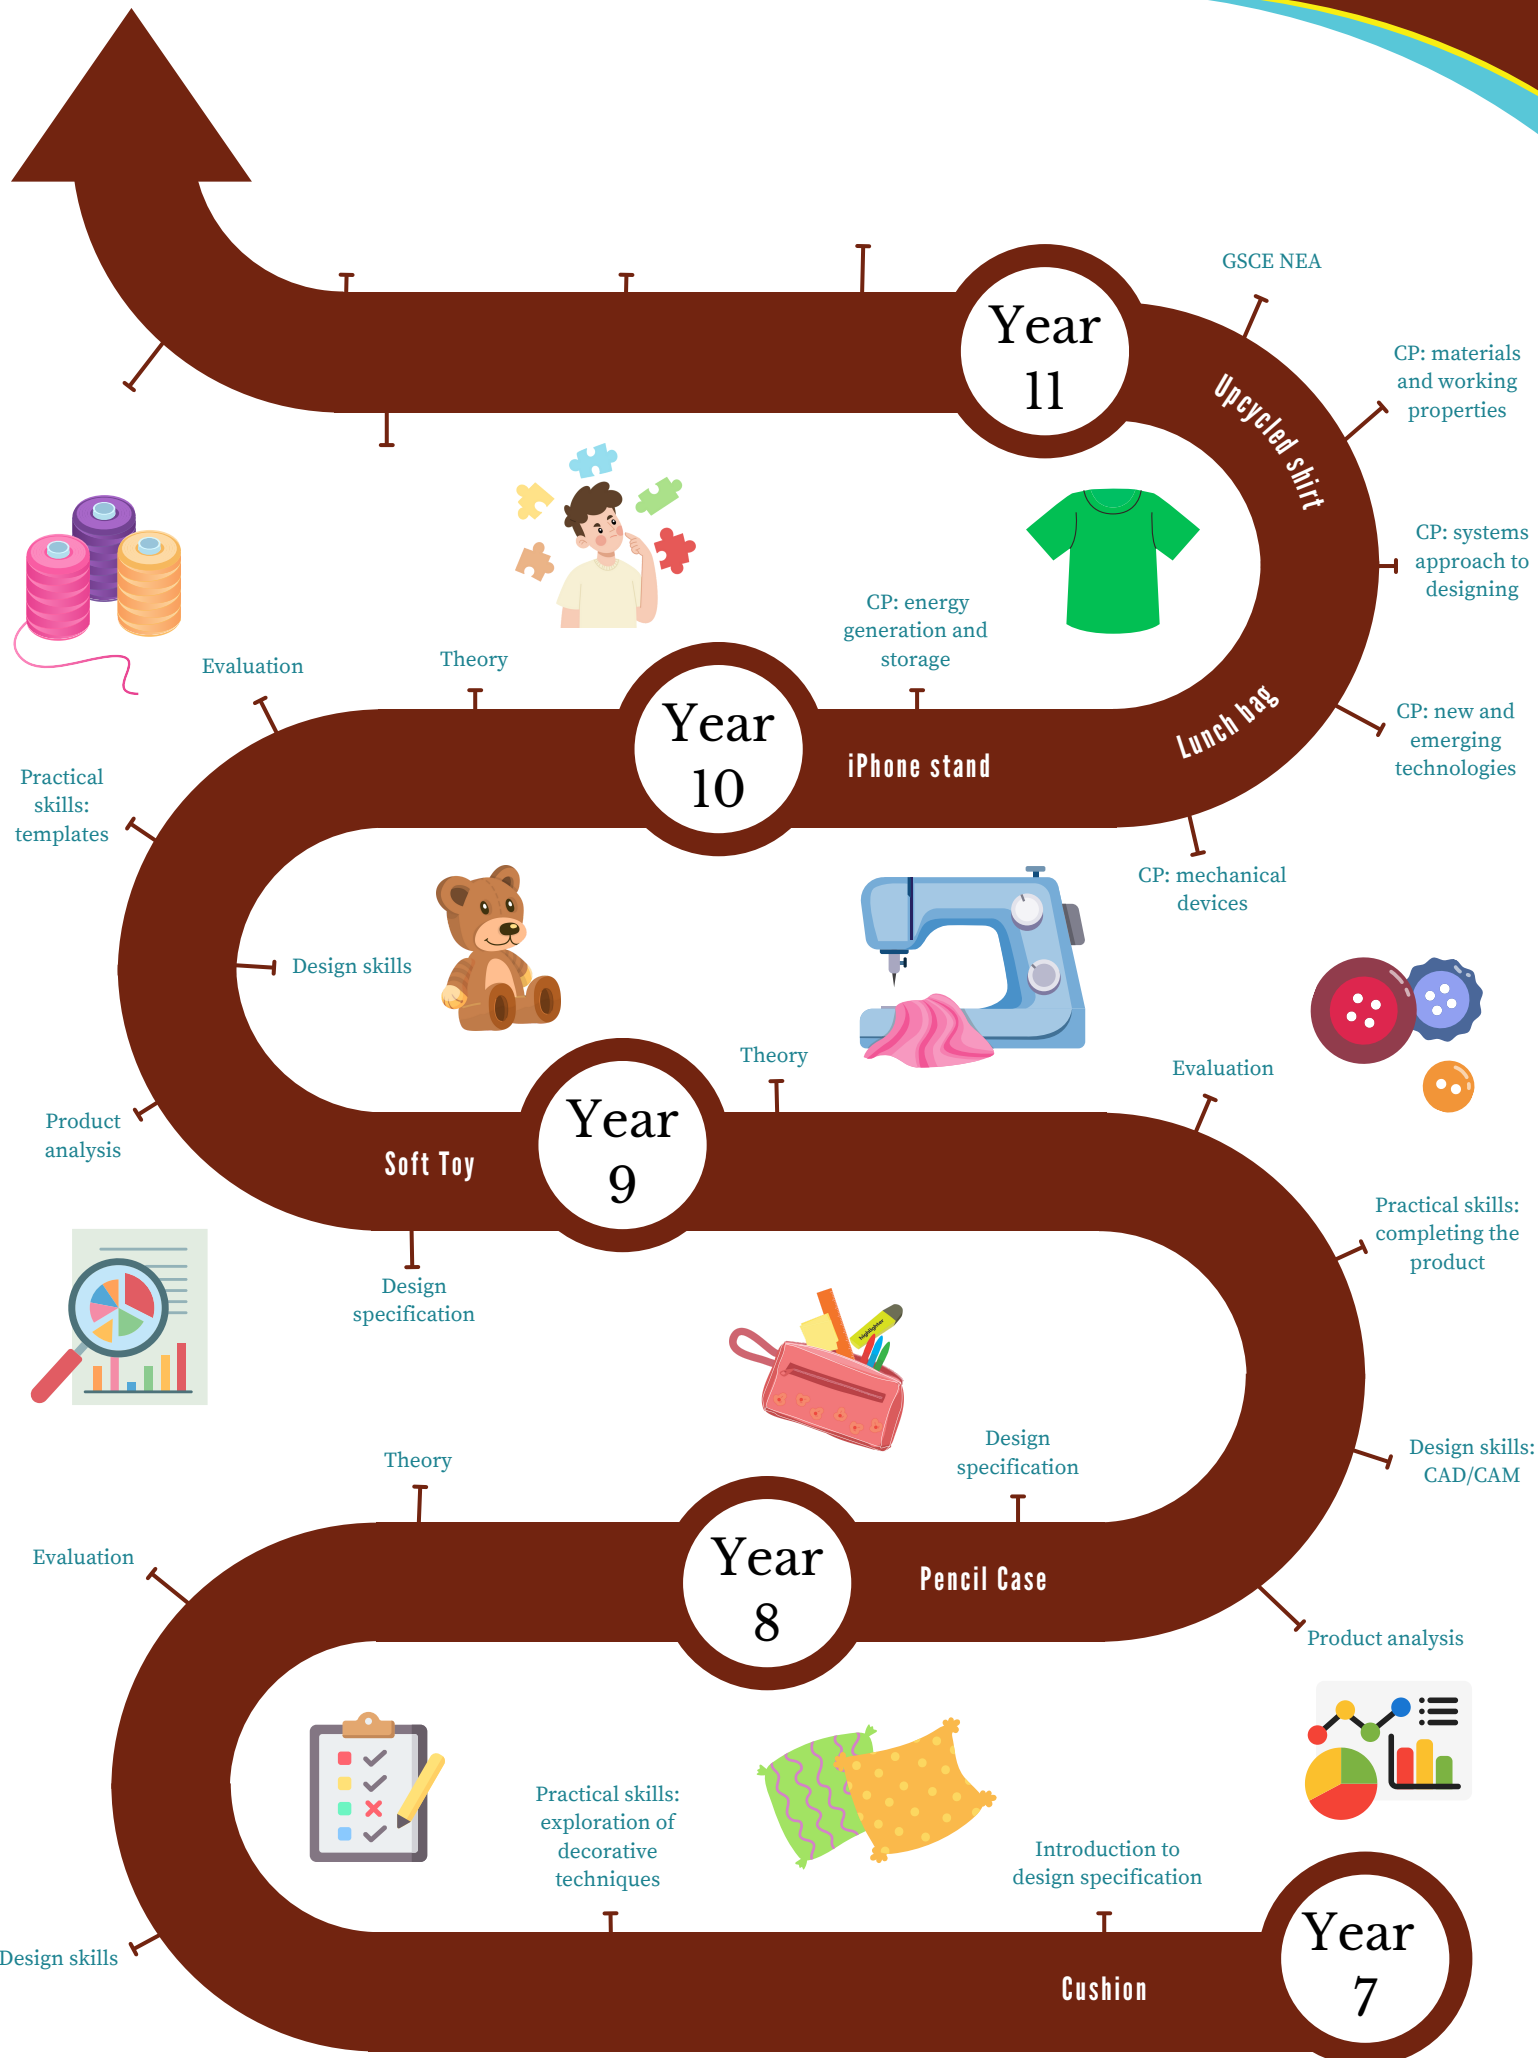 GSCE NEA
Year
11
CP: materials
and working
properties
Upcycled shirt
CP: systems
approach to
designing
CP: energy
generation and
storage
Evaluation
Theory
Year
10
iPhone stand
Lunch bag
CP: new and
emerging
technologies
Practical
skills:
templates
CP: mechanical
devices
Design skills
Theory
Evaluation
Product
analysis
Soft Toy
Year
9
Practical skills:
completing the
product
Design
specification
highlighter
Theory
Design
specification
Design skills:
CAD/CAM
Evaluation
Year
8
Pencil Case
Product analysis
Practical skills:
exploration of
decorative
techniques
Introduction to
design specification
Design skills
Cushion
Year
7